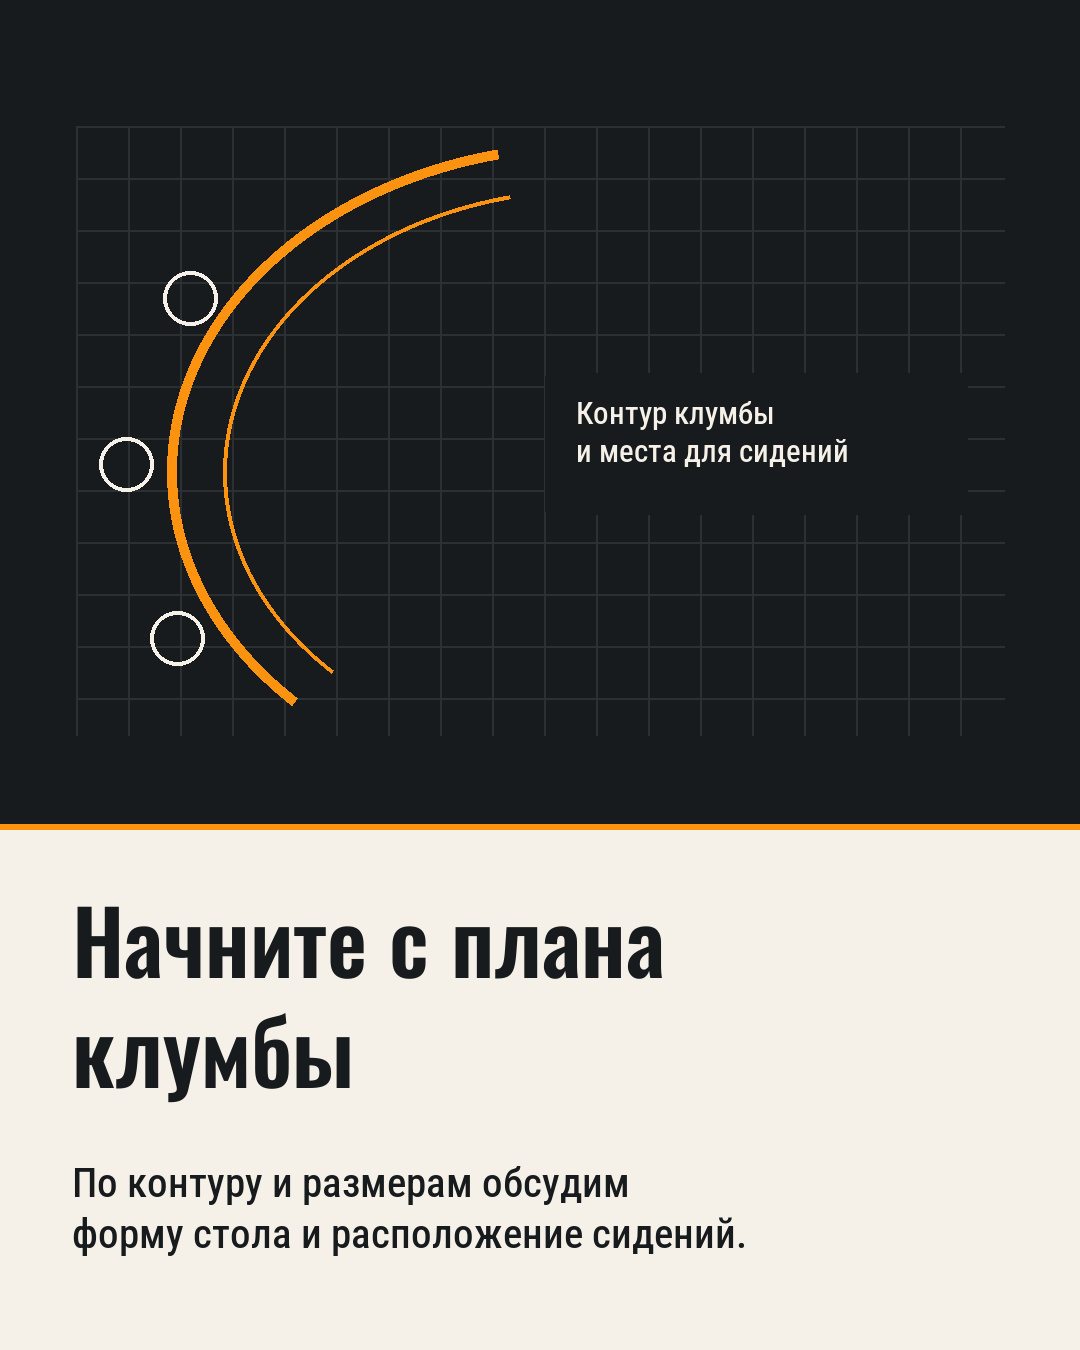 Контур клумбы
и места для сидений
Начните с плана
клумбы
По контуру и размерам обсудим
форму стола и расположение сидений.